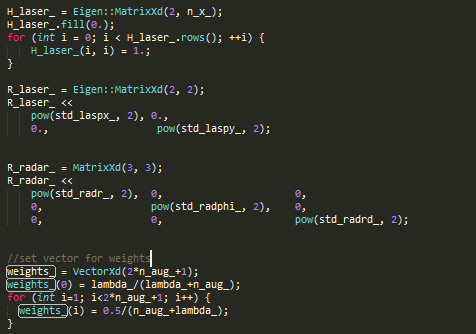 H_laser_ = Eigen::MatrixXd(2, n_x_);
H_laser_.fill(0.);
for (int i = 0; i < H_laser_.rows(); ++i) {
    H_laser_(i, i) = 1.;
}

R_laser_ = Eigen::MatrixXd(2, 2);
R_laser_ <<
    pow(std_laspx_, 2), 0.,
    0.,                 pow(std_laspy_, 2);

R_radar_ = MatrixXd(3, 3);
R_radar_ <<
    pow(std_radr_, 2),  0,                    0,
    0,                  pow(std_radphi_, 2),  0,
    0,                  0,                    pow(std_radrd_, 2);

//set vector for weights
weights_ = VectorXd(2*n_aug_+1);
weights_(0) = lambda_/(lambda_+n_aug_);
for (int i=1; i<2*n_aug_+1; i++) {
  weights_(i) = 0.5/(n_aug_+lambda_);
}